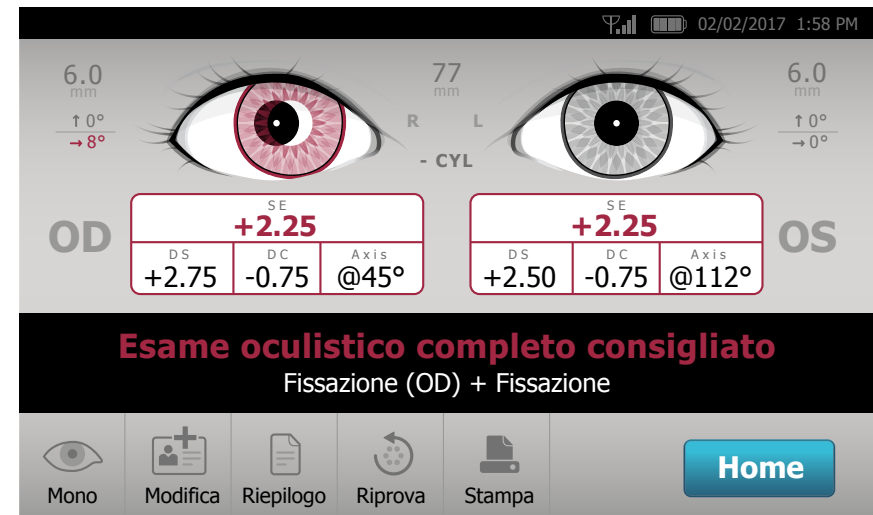 02/02/2017 1:58 PM
6.0
mm
↑ 0°
→ 8°
77
mm
R L
- CYL
6.0
mm
↑ 0°
→ 0°
OD
SE
+2.25
DS DC Axis
+2.75 -0.75 @45°
SE
+2.25
DS DC Axis
+2.50 -0.75 @112°
OS
Esame oculistico completo consigliato
Fissazione (OD) + Fissazione
Mono Modifica Riepilogo Riprova Stampa
Home